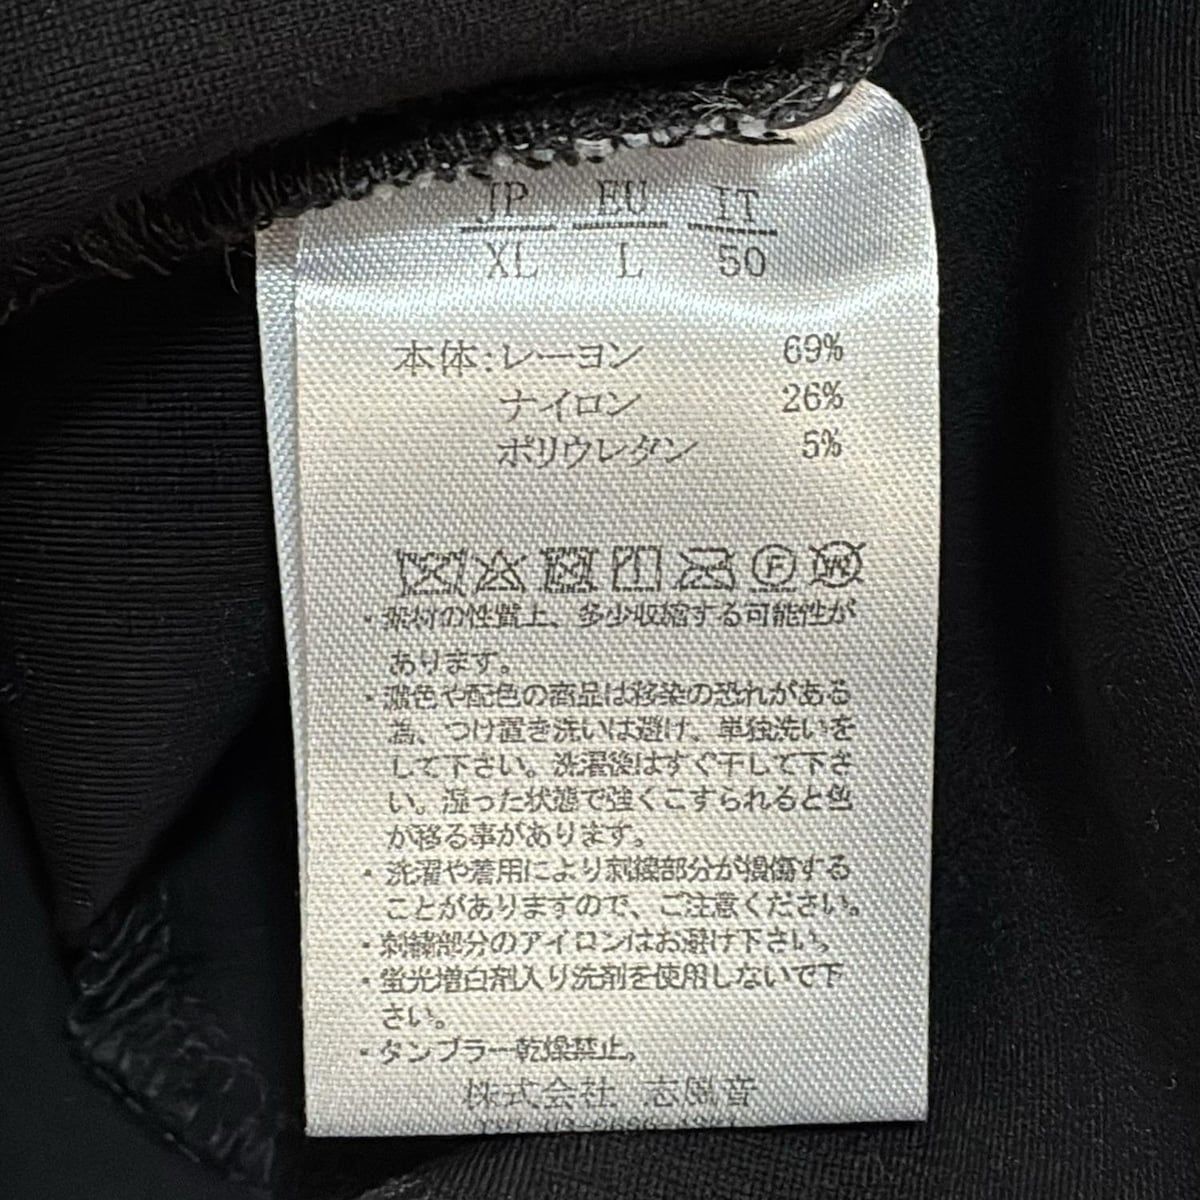 JP EU IT
XL L 50
本体:レーヨン 69%
ナイロン 26%
ポリウレタン 5%
F W
・素材の性質上、多少収縮する可能性が
あります。
・濃色や配色の商品は移染の恐れがある
為、つけ置き洗いは避け、単独洗いを
して下さい。洗濯後はすぐ干して下さ
い。湿った状態で強くこすられると色
が移る事があります。
・洗濯や着用により刺繍部分が損傷する
ことがありますので、ご注意ください。
・刺繍部分のアイロンはお避け下さい。
・蛍光増白剤入り洗剤を使用しないで下
さい。
・タンブラー乾燥禁止。
株式会社 志風音